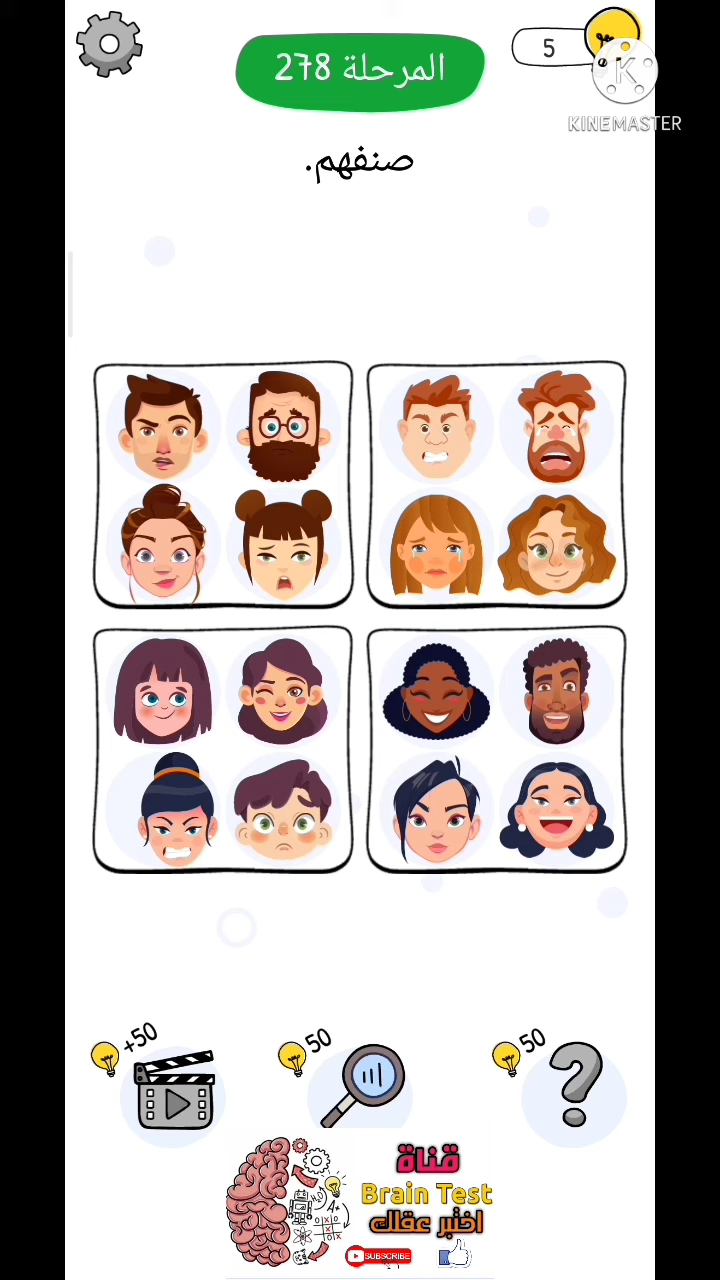 المرحلة 278
5
KINEMASTER
صنفهم.
+50
50
50
قناة
Brain Test
اختبر عقلك
SUBSCRIBE